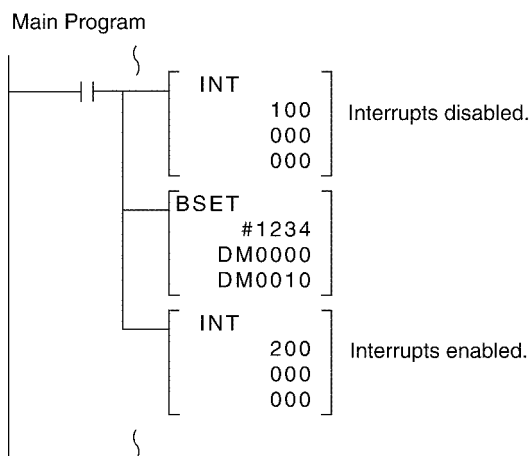 Main Program
INT
100
000
000
Interrupts disabled.
BSET
#1234
DM0000
DM0010
INT
200
000
000
Interrupts enabled.